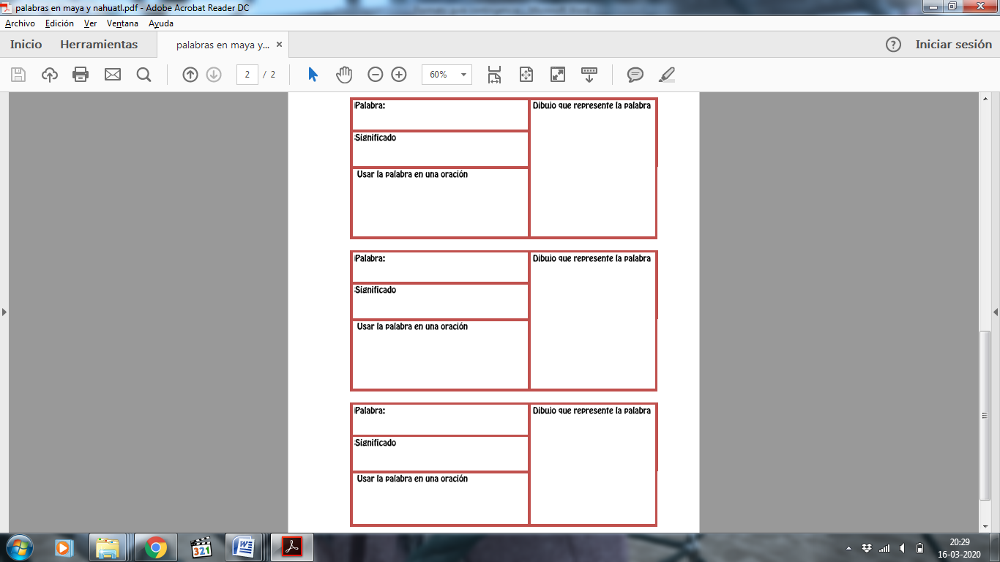 palabras en maya y nahuatl.pdf - Adobe Acrobat Reader DC
Archivo Edición Ver Ventana Ayuda
Inicio Herramientas palabras en maya y... × ? Iniciar sesión
2 / 2 60%
Palabra: Dibujo que represente la palabra
Significado
Usar la palabra en una oración
Palabra: Dibujo que represente la palabra
Significado
Usar la palabra en una oración
Palabra: Dibujo que represente la palabra
Significado
Usar la palabra en una oración
321
W
20:29
16-03-2020